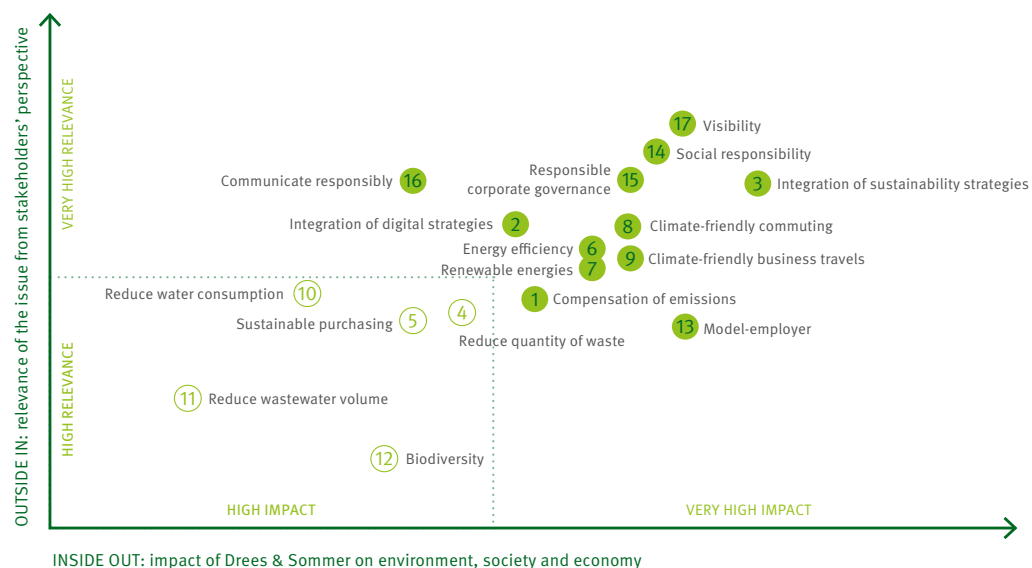 OUTSIDE IN: relevance of the issue from stakeholders' perspective
VERY HIGH RELEVANCE
HIGH RELEVANCE
17 Visibility
14 Social responsibility
Communicate responsibly 16
Responsible
corporate governance 15
3 Integration of sustainability strategies
Integration of digital strategies 2
8 Climate-friendly commuting
Energy efficiency 6
9 Climate-friendly business travels
Renewable energies 7
Reduce water consumption 10
1 Compensation of emissions
Sustainable purchasing 5
4
Reduce quantity of waste
13 Model-employer
11 Reduce wastewater volume
12 Biodiversity
HIGH IMPACT
VERY HIGH IMPACT
INSIDE OUT: impact of Drees & Sommer on environment, society and economy